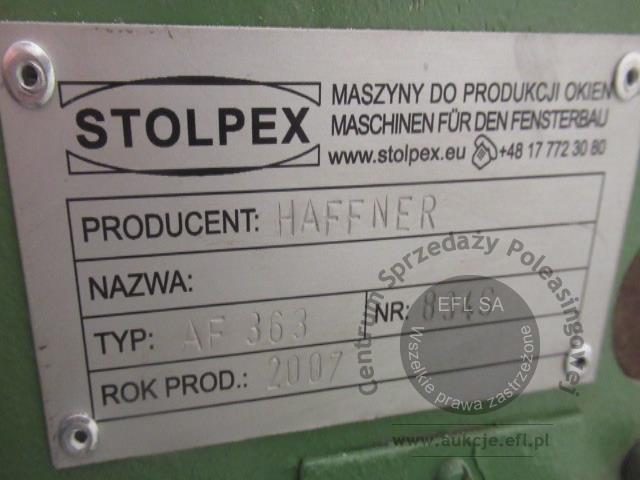 STOLPEX
MASZYNY DO PRODUKCJI OKIEN
MASCHINEN FÜR DEN FENSTERBAU
www.stolpex.eu +48 17 772 30 80
PRODUCENT: HAFFNER
NAZWA:
TYP: AF 363 NR:
ROK PROD.: 2007
Centrum Sprzedaży Poleasingowej
EFL SA
Wszelkie prawa zastrzeżone
www.aukcje.efl.pl